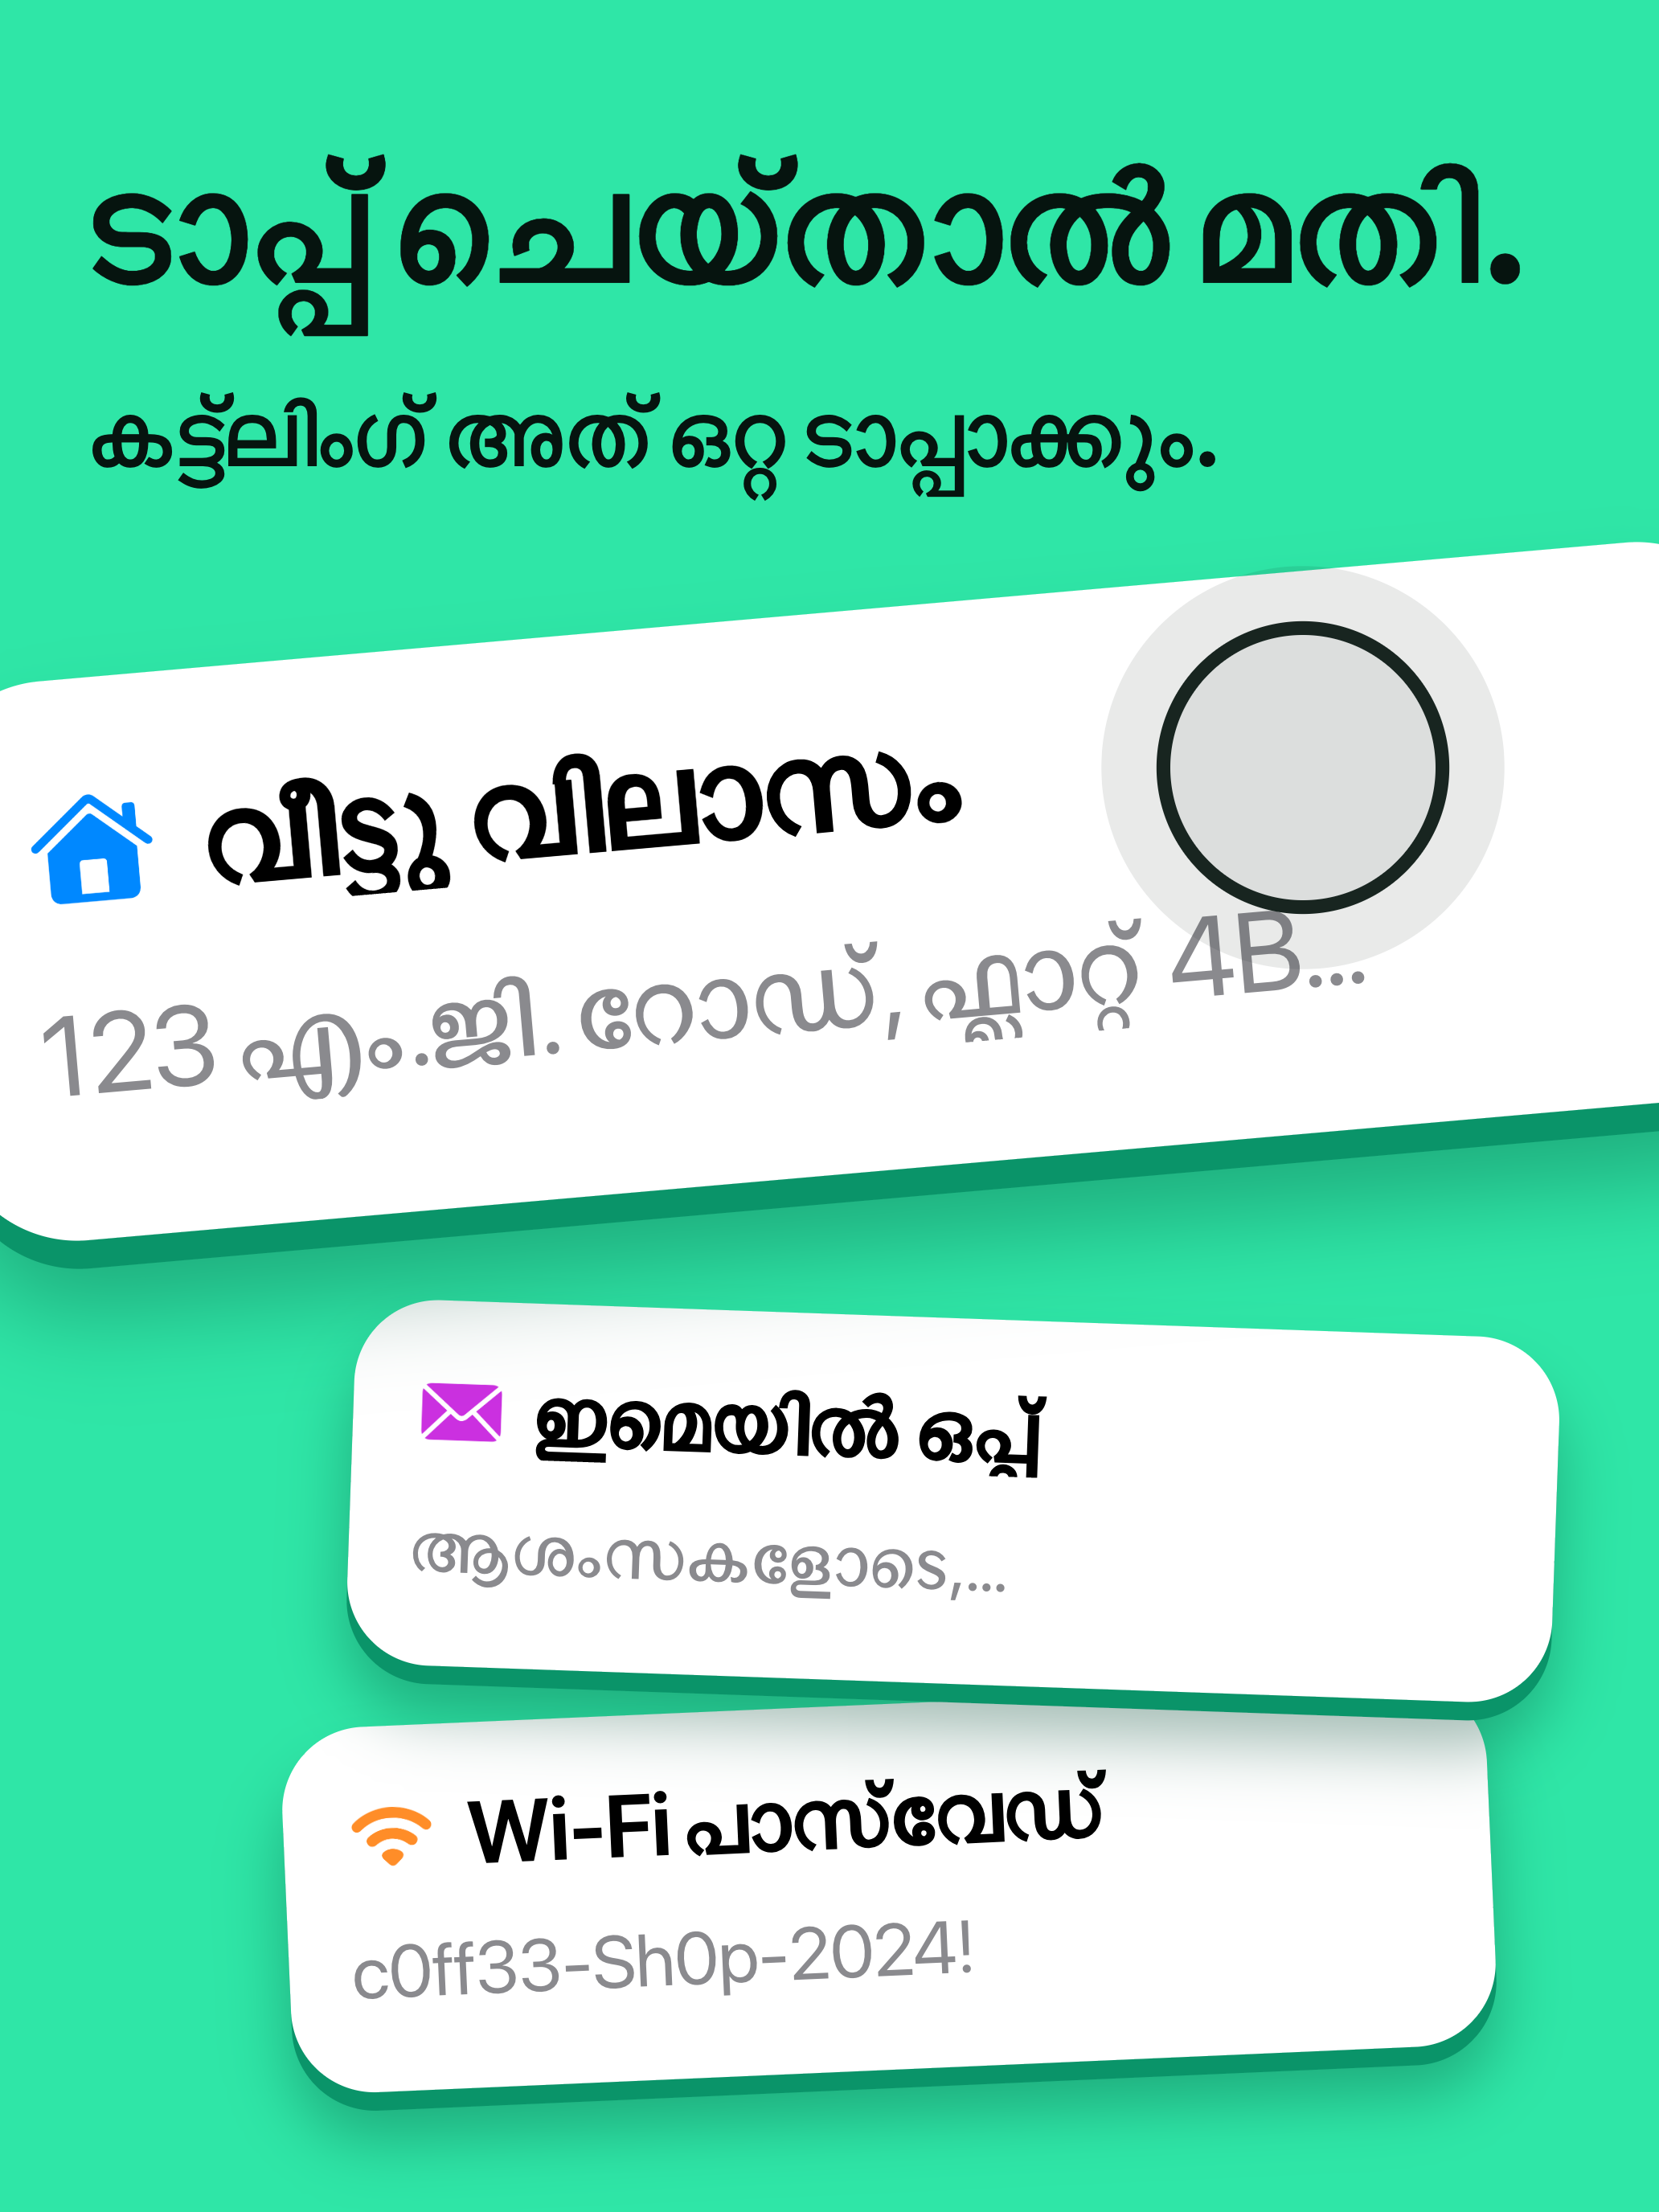 ടാപ്പ് ചെയ്താൽ മതി.
കട്ട്ലിംഗ് അത് ഒറ്റ ടാപ്പാക്കും.
വീട്ടു വിലാസം
123 എം.ജി. റോഡ്, ഫ്ലാറ്റ് 4B...
ഇമെയിൽ ഒപ്പ്
ആശംസകളോടെ,...
Wi-Fi പാസ്‌വേഡ്
c0ff33-Sh0p-2024!